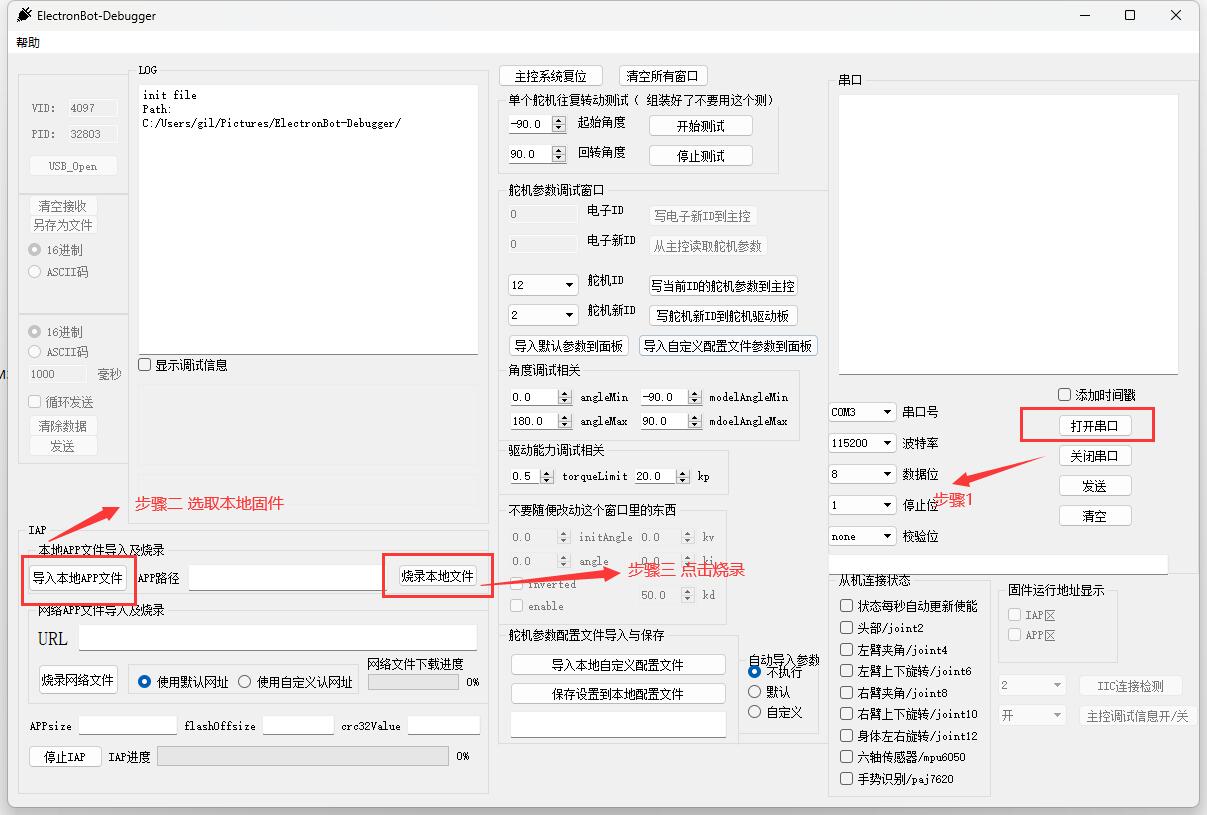 ElectronBot-Debugger
帮助
VID: 4097
PID: 32803
USB_Open
清空接收
另存为文件
16进制
ASCII码
16进制
ASCII码
1000 毫秒
循环发送
清除数据
发送
LOG
init file
Path:
C:/Users/gil/Pictures/ElectronBot-Debugger/
显示调试信息
步骤二 选取本地固件
IAP
本地APP文件导入及烧录
导入本地APP文件 APP路径 烧录本地文件
步骤三 点击烧录
网络APP文件导入及烧录
URL
烧录网络文件 使用默认网址 使用自定义认网址
网络文件下载进度
0%
APPsize flashOffsize crc32Value
停止IAP IAP进度 0%
主控系统复位 清空所有窗口
单个舵机往复转动测试( 组装好了不要用这个测)
-90.0 起始角度 开始测试
90.0 回转角度 停止测试
舵机参数调试窗口
0 电子ID 写电子新ID到主控
0 电子新ID 从主控读取舵机参数
12 舵机ID 写当前ID的舵机参数到主控
2 舵机新ID 写舵机新ID到舵机驱动板
导入默认参数到面板 导入自定义配置文件参数到面板
角度调试相关
0.0 angleMin -90.0 modelAngleMin
180.0 angleMax 90.0 mdoelAngleMax
驱动能力调试相关
0.5 torqueLimit 20.0 kp
不要随便改动这个窗口里的东西
0.0 initAngle 0.0 kv
0.0 angle 0.0 ki
inverted
50.0 kd
enable
舵机参数配置文件导入与保存
导入本地自定义配置文件
保存设置到本地配置文件
自动导入参数
不执行
默认
自定义
串口
添加时间戳
COM3 串口号 打开串口
115200 波特率 关闭串口
8 数据位 发送
1 停止位 清空
none 校验位
步骤1
从机连接状态
状态每秒自动更新使能
头部/joint2
左臂夹角/joint4
左臂上下旋转/joint6
右臂夹角/joint8
右臂上下旋转/joint10
身体左右旋转/joint12
六轴传感器/mpu6050
手势识别/paj7620
固件运行地址显示
IAP区
APP区
2 IIC连接检测
开 主控调试信息开/关